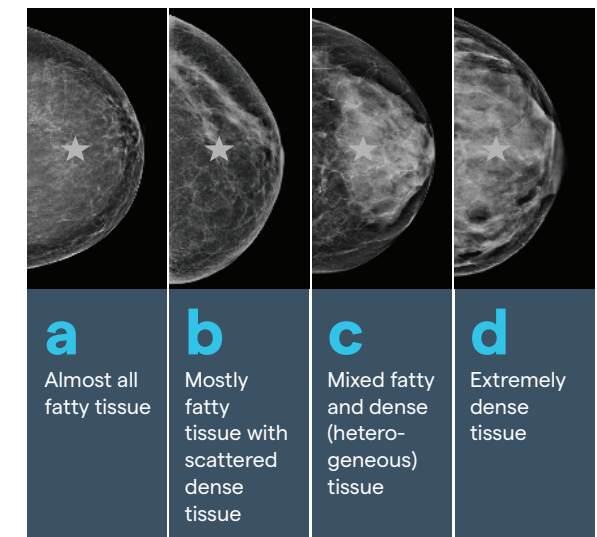 a
Almost all
fatty tissue
b
Mostly
fatty
tissue with
scattered
dense
tissue
c
Mixed fatty
and dense
(hetero-
geneous)
tissue
d
Extremely
dense
tissue